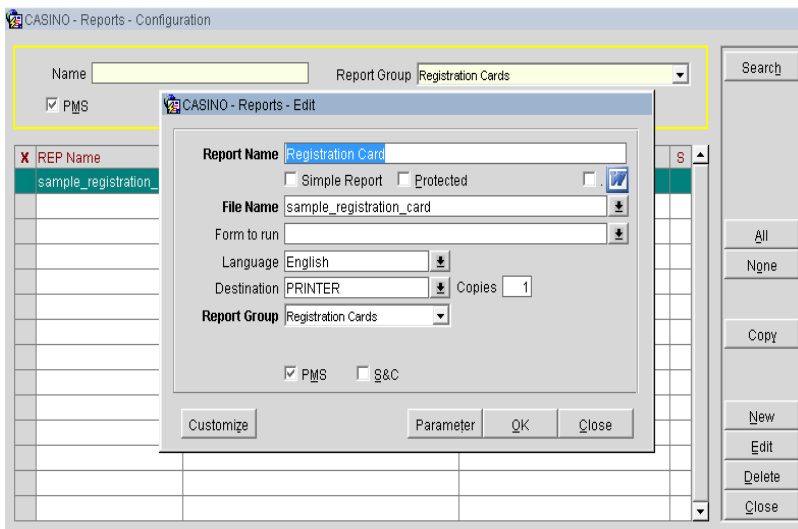 CASINO - Reports - Configuration
Name
Report Group Registration Cards
Search
PMS
CASINO - Reports - Edit
X REP Name S
sample_registration_
Report Name Registration Card
Simple Report Protected . W
File Name sample_registration_card
Form to run
Language English
Destination PRINTER Copies 1
Report Group Registration Cards
PMS S&C
Customize Parameter OK Close
All
None
Copy
New
Edit
Delete
Close